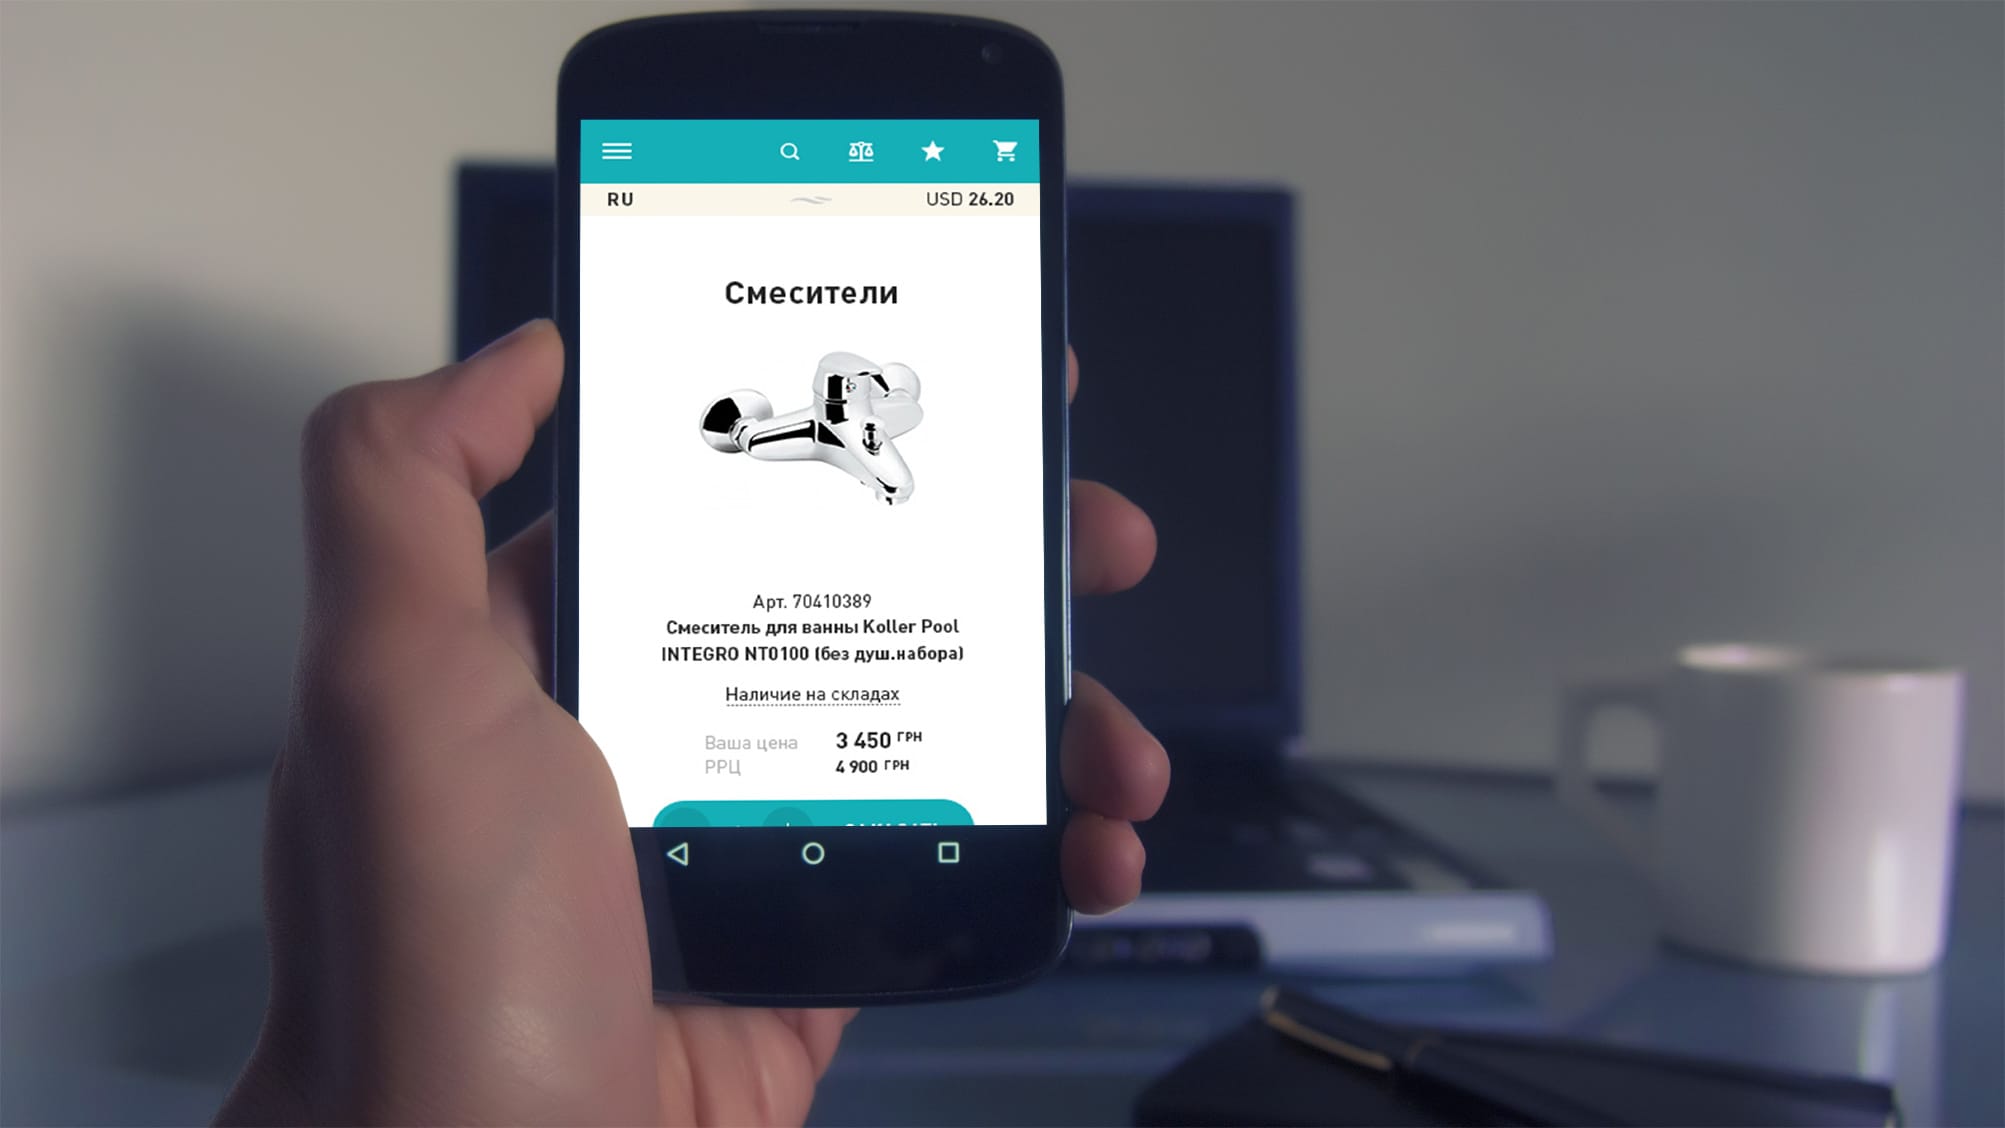 RU
USD 26.20
Смесители
Арт. 70410389
Смеситель для ванны Koller Pool
INTEGRO NT0100 (без душ.набора)
Наличие на складах
Ваша цена 3 450 ГРН
РРЦ 4 900 ГРН